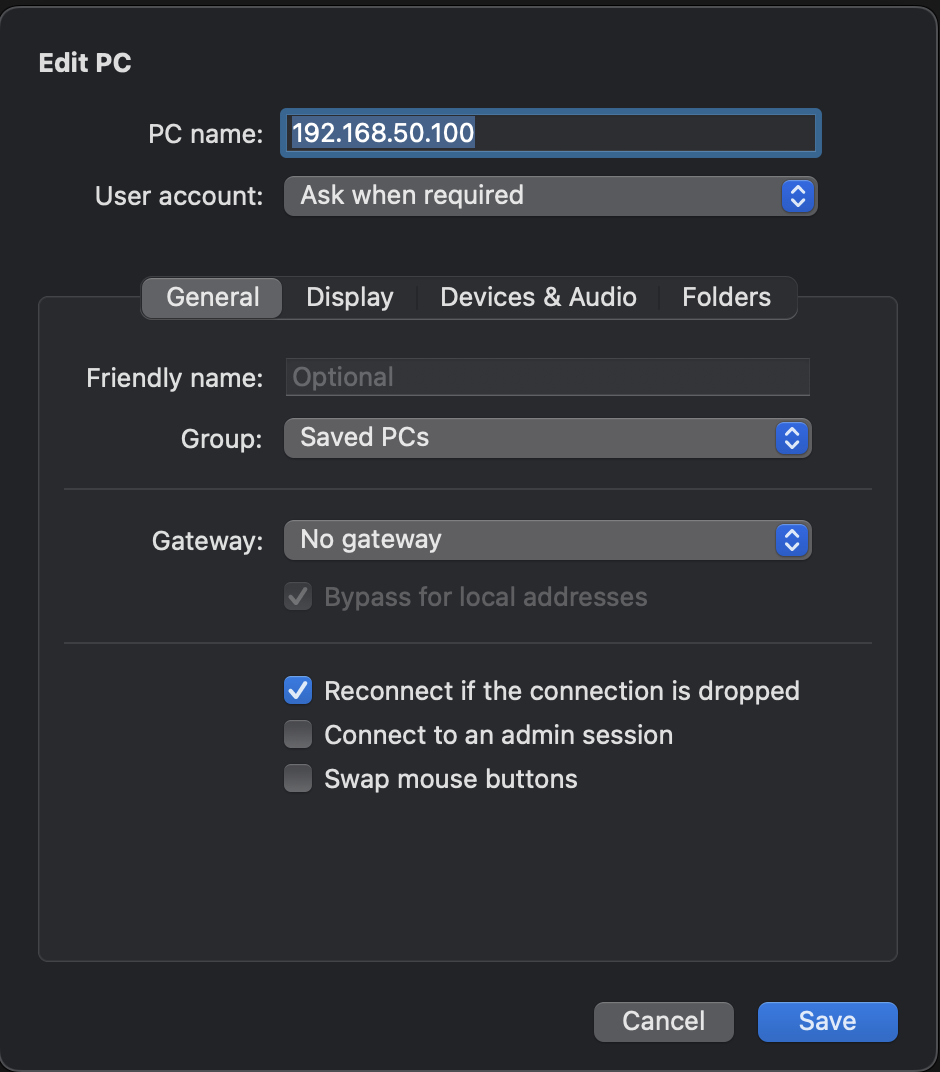 Edit PC
PC name: 192.168.50.100
User account: Ask when required
General Display Devices & Audio Folders
Friendly name: Optional
Group: Saved PCs
Gateway: No gateway
Bypass for local addresses
Reconnect if the connection is dropped
Connect to an admin session
Swap mouse buttons
Cancel Save